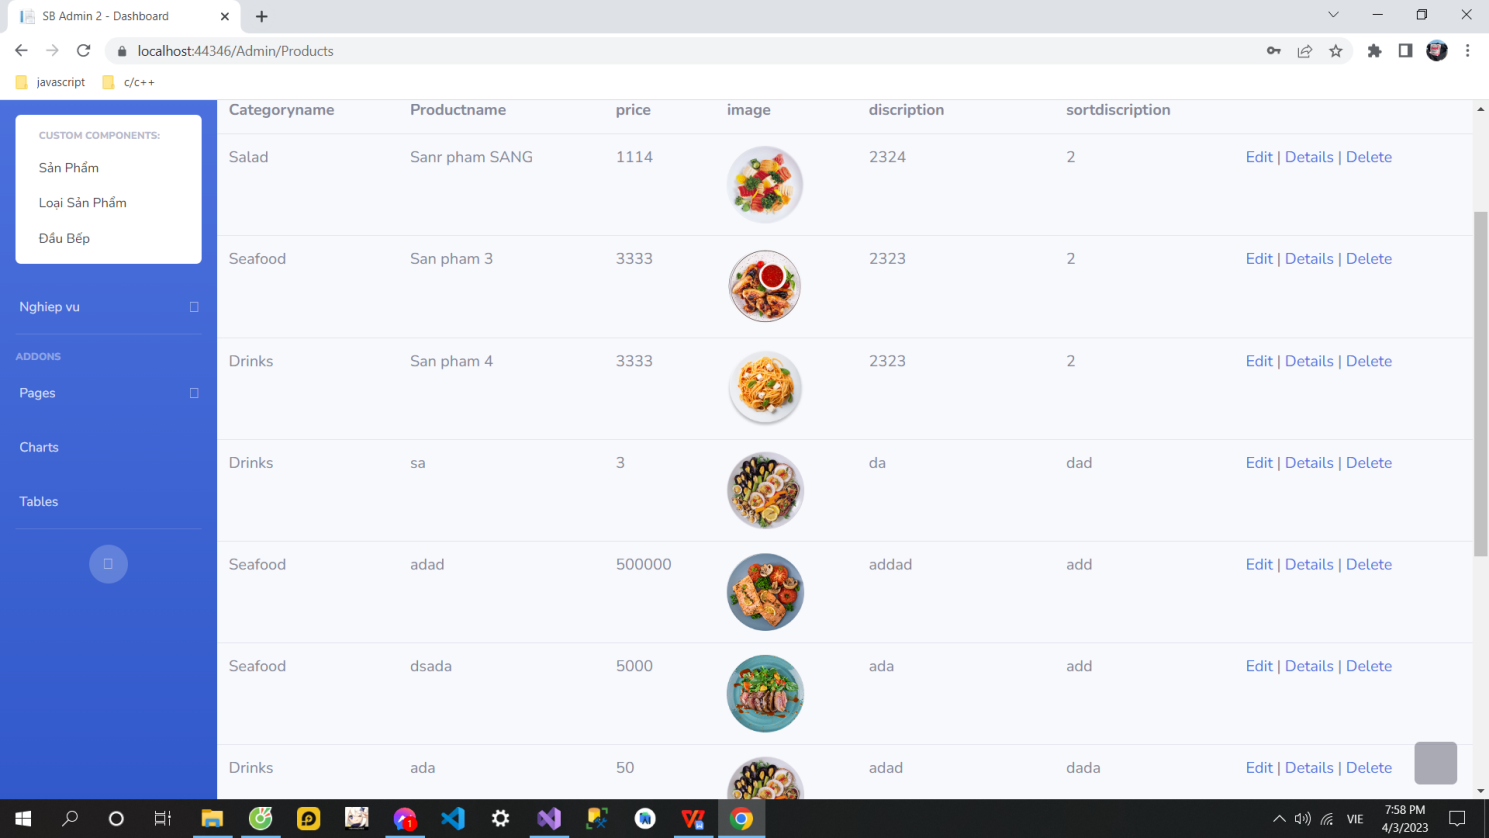 SB Admin 2 - Dashboard
localhost:44346/Admin/Products
javascript
c/c++
CUSTOM COMPONENTS:
Sản Phẩm
Loại Sản Phẩm
Đầu Bếp
Nghiep vu
ADDONS
Pages
Charts
Tables
Categoryname Productname price image discription sortdiscription
Salad Sanr pham SANG 1114 2324 2 Edit | Details | Delete
Seafood San pham 3 3333 2323 2 Edit | Details | Delete
Drinks San pham 4 3333 2323 2 Edit | Details | Delete
Drinks sa 3 da dad Edit | Details | Delete
Seafood adad 500000 addad add Edit | Details | Delete
Seafood dsada 5000 ada add Edit | Details | Delete
Drinks ada 50 adad dada Edit | Details | Delete
1
VIE
7:58 PM
4/3/2023